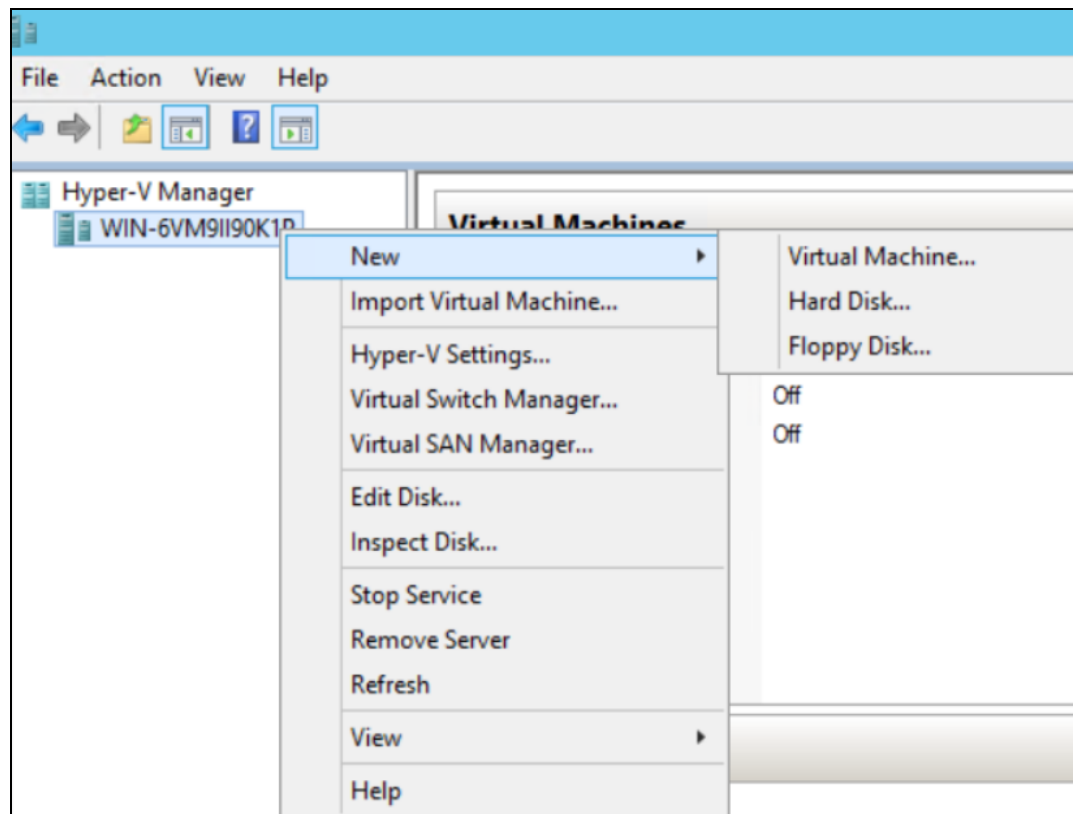 File Action View Help
Hyper-V Manager
WIN-6VM9II90K1P
Virtual Machines
New
Virtual Machine...
Import Virtual Machine...
Hard Disk...
Hyper-V Settings...
Floppy Disk...
Virtual Switch Manager...
Off
Virtual SAN Manager...
Off
Edit Disk...
Inspect Disk...
Stop Service
Remove Server
Refresh
View
Help